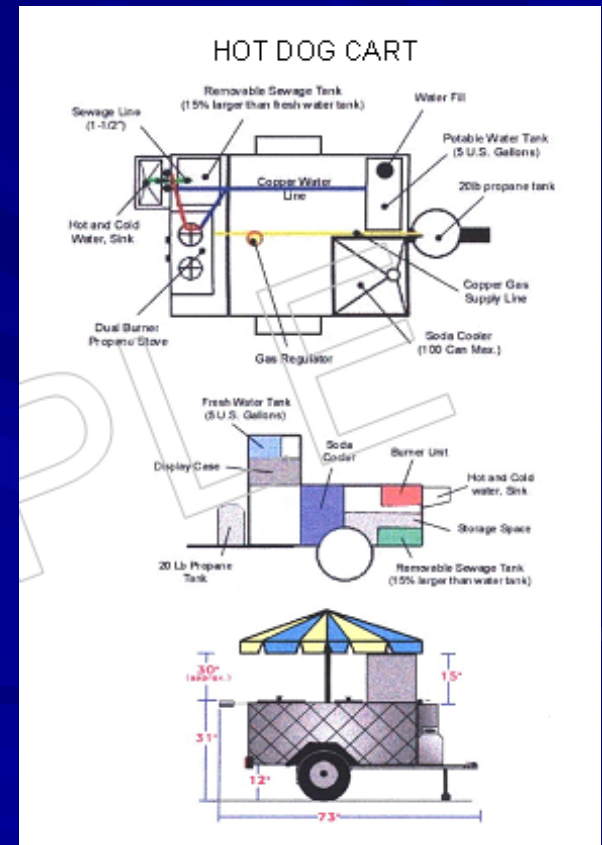 HOT DOG CART
Removable Sewage Tank
(15% larger than fresh water tank)
Water Fill
Sewage Line
(1-1/2")
Potable Water Tank
(5 U.S. Gallons)
Copper Water
Line
20lb propane tank
Hot and Cold
Water, Sink
Copper Gas
Supply Line
Dual Burner
Propane Stove
Gas Regulator
Soda Cooler
(100 Can Max.)
Fresh Water Tank
(5 U.S. Gallons)
Soda
Cooler
Burner Unit
Display Case
Hot and Cold
water, Sink
Storage Space
20 Lb Propane
Tank
Removable Sewage Tank
(15% larger than water tank)
30"
(approx.)
15"
31"
12"
73"
PLE